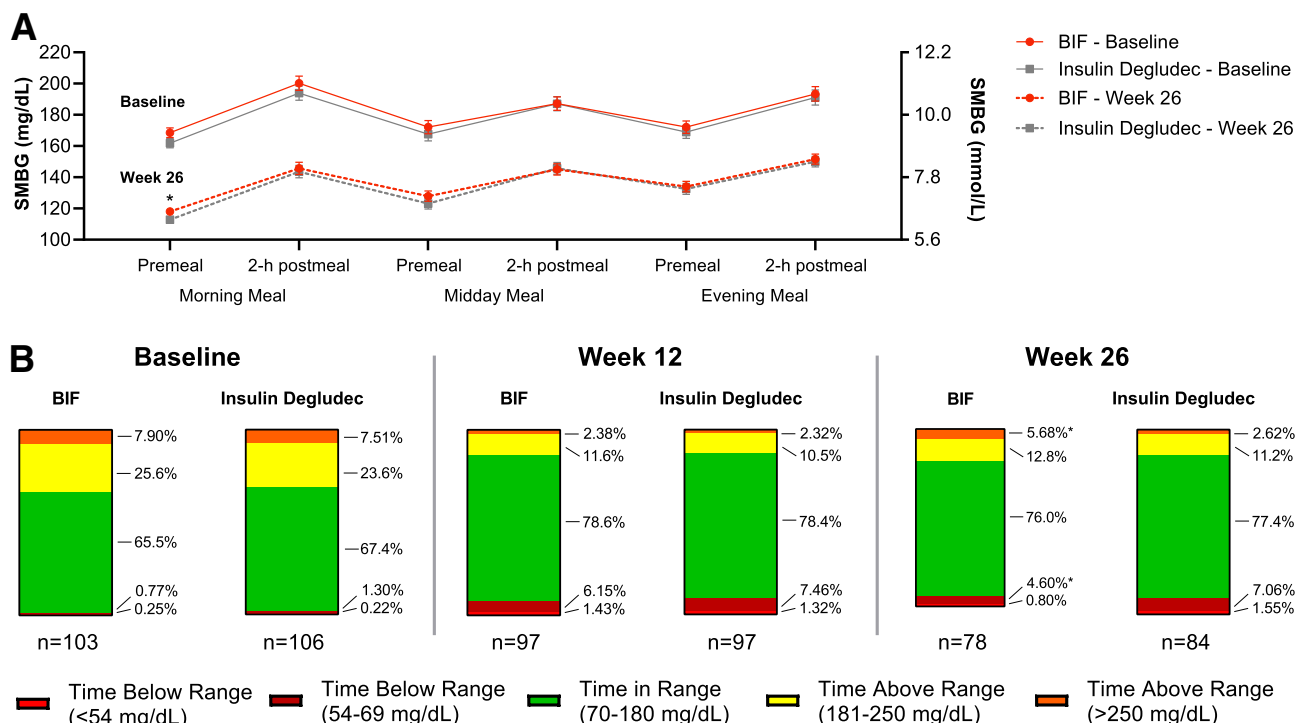 A
220
200
180
160
140
120
100
SMBG (mg/dL)
12.2
10.0
7.8
5.6
SMBG (mmol/L)
Baseline
Week 26
*
BIF - Baseline
Insulin Degludec - Baseline
BIF - Week 26
Insulin Degludec - Week 26
Premeal 2-h postmeal Premeal 2-h postmeal Premeal 2-h postmeal
Morning Meal Midday Meal Evening Meal
B
Baseline Week 12 Week 26
BIF Insulin Degludec BIF Insulin Degludec BIF Insulin Degludec
7.90%
25.6%
65.5%
0.77%
0.25%
n=103
7.51%
23.6%
67.4%
1.30%
0.22%
n=106
2.38%
11.6%
78.6%
6.15%
1.43%
n=97
2.32%
10.5%
78.4%
7.46%
1.32%
n=97
5.68%*
12.8%
76.0%
4.60%*
0.80%
n=78
2.62%
11.2%
77.4%
7.06%
1.55%
n=84
Time Below Range
(<54 mg/dL)
Time Below Range
(54-69 mg/dL)
Time in Range
(70-180 mg/dL)
Time Above Range
(181-250 mg/dL)
Time Above Range
(>250 mg/dL)